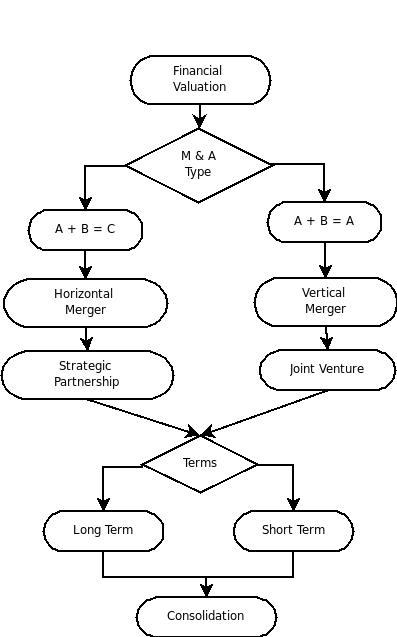 Financial
Valuation
M & A
Type
A + B = C
A + B = A
Horizontal
Merger
Vertical
Merger
Strategic
Partnership
Joint Venture
Terms
Long Term
Short Term
Consolidation